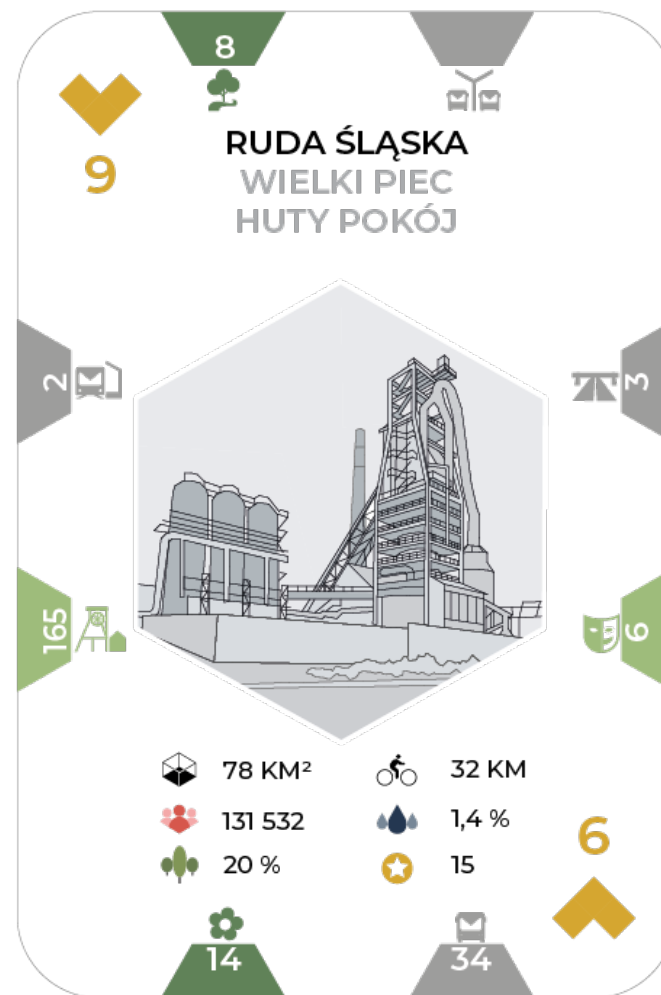 8
9
RUDA ŚLĄSKA
WIELKI PIEC
HUTY POKÓJ
2
3
165
6
78 KM²
32 KM
131 532
1,4 %
20 %
15
6
14
34